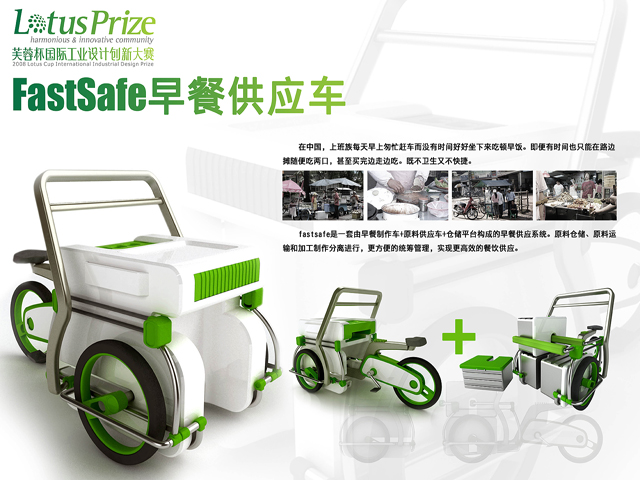 Lotus Prize
harmonious & innovative community
芙蓉杯国际工业设计创新大赛
2008 Lotus Cup International Industrial Design Prize
FastSafe早餐供应车
在中国，上班族每天早上匆忙赶车而没有时间好好坐下来吃顿早饭。即便有时间也只能在路边
摊随便吃两口，甚至买完边走边吃。既不卫生又不快捷。
fastsafe是一套由早餐制作车+原料供应车+仓储平台构成的早餐供应系统。原料仓储、原料运
输和加工制作分离进行，更方便的统筹管理，实现更高效的餐饮供应。